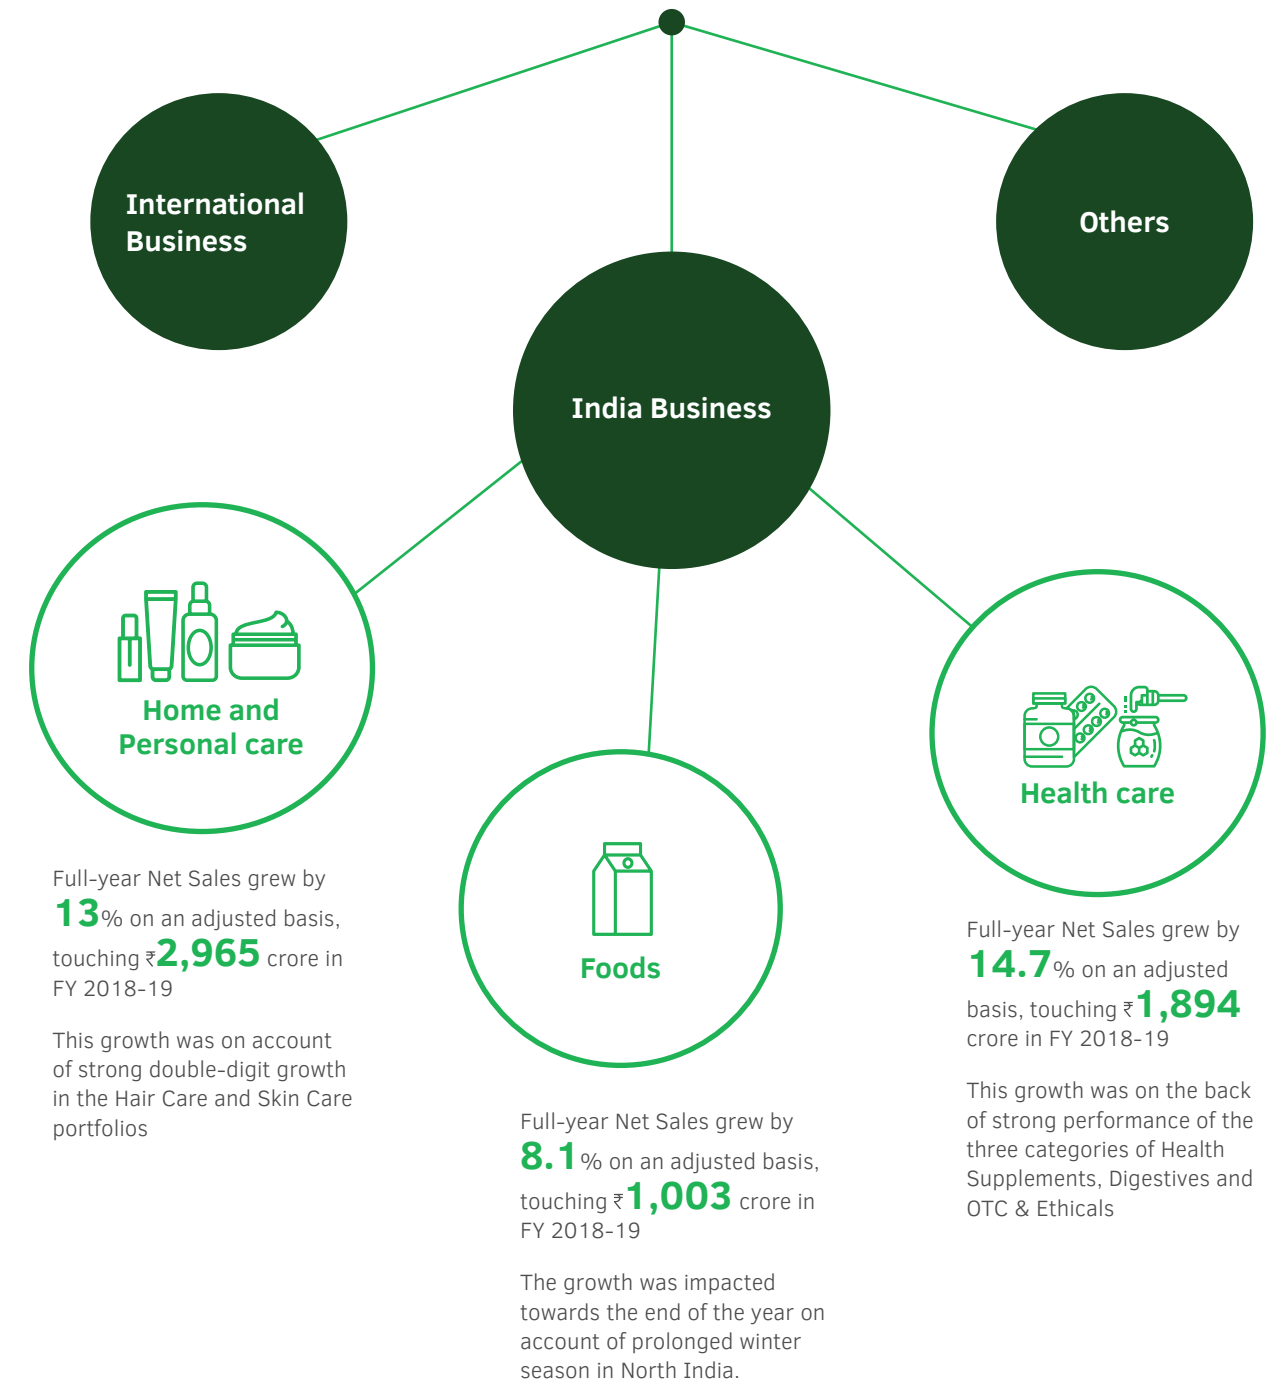 International
Business
Others
India Business
Home and
Personal care
Full-year Net Sales grew by
13% on an adjusted basis,
touching ₹2,965 crore in
FY 2018-19
This growth was on account
of strong double-digit growth
in the Hair Care and Skin Care
portfolios
Foods
Full-year Net Sales grew by
8.1% on an adjusted basis,
touching ₹1,003 crore in
FY 2018-19
The growth was impacted
towards the end of the year on
account of prolonged winter
season in North India.
Health care
Full-year Net Sales grew by
14.7% on an adjusted
basis, touching ₹1,894
crore in FY 2018-19
This growth was on the back
of strong performance of the
three categories of Health
Supplements, Digestives and
OTC & Ethicals